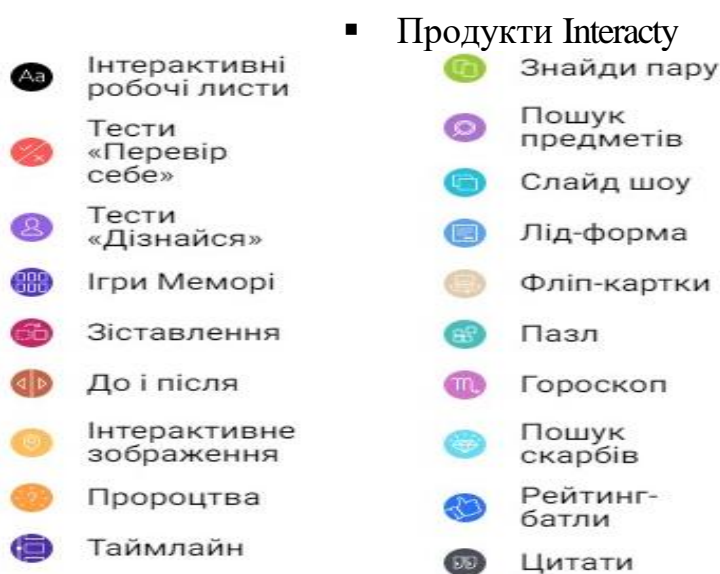 ▪ Продукти Interacty
Aa
Інтерактивні
робочі листи
Тести
«Перевір
себе»
Тести
«Дізнайся»
Ігри Меморі
Зіставлення
До і після
Інтерактивне
зображення
Пророцтва
Таймлайн
Знайди пару
Пошук
предметів
Слайд шоу
Лід-форма
Фліп-картки
Пазл
Гороскоп
Пошук
скарбів
Рейтинг-
батли
Цитати